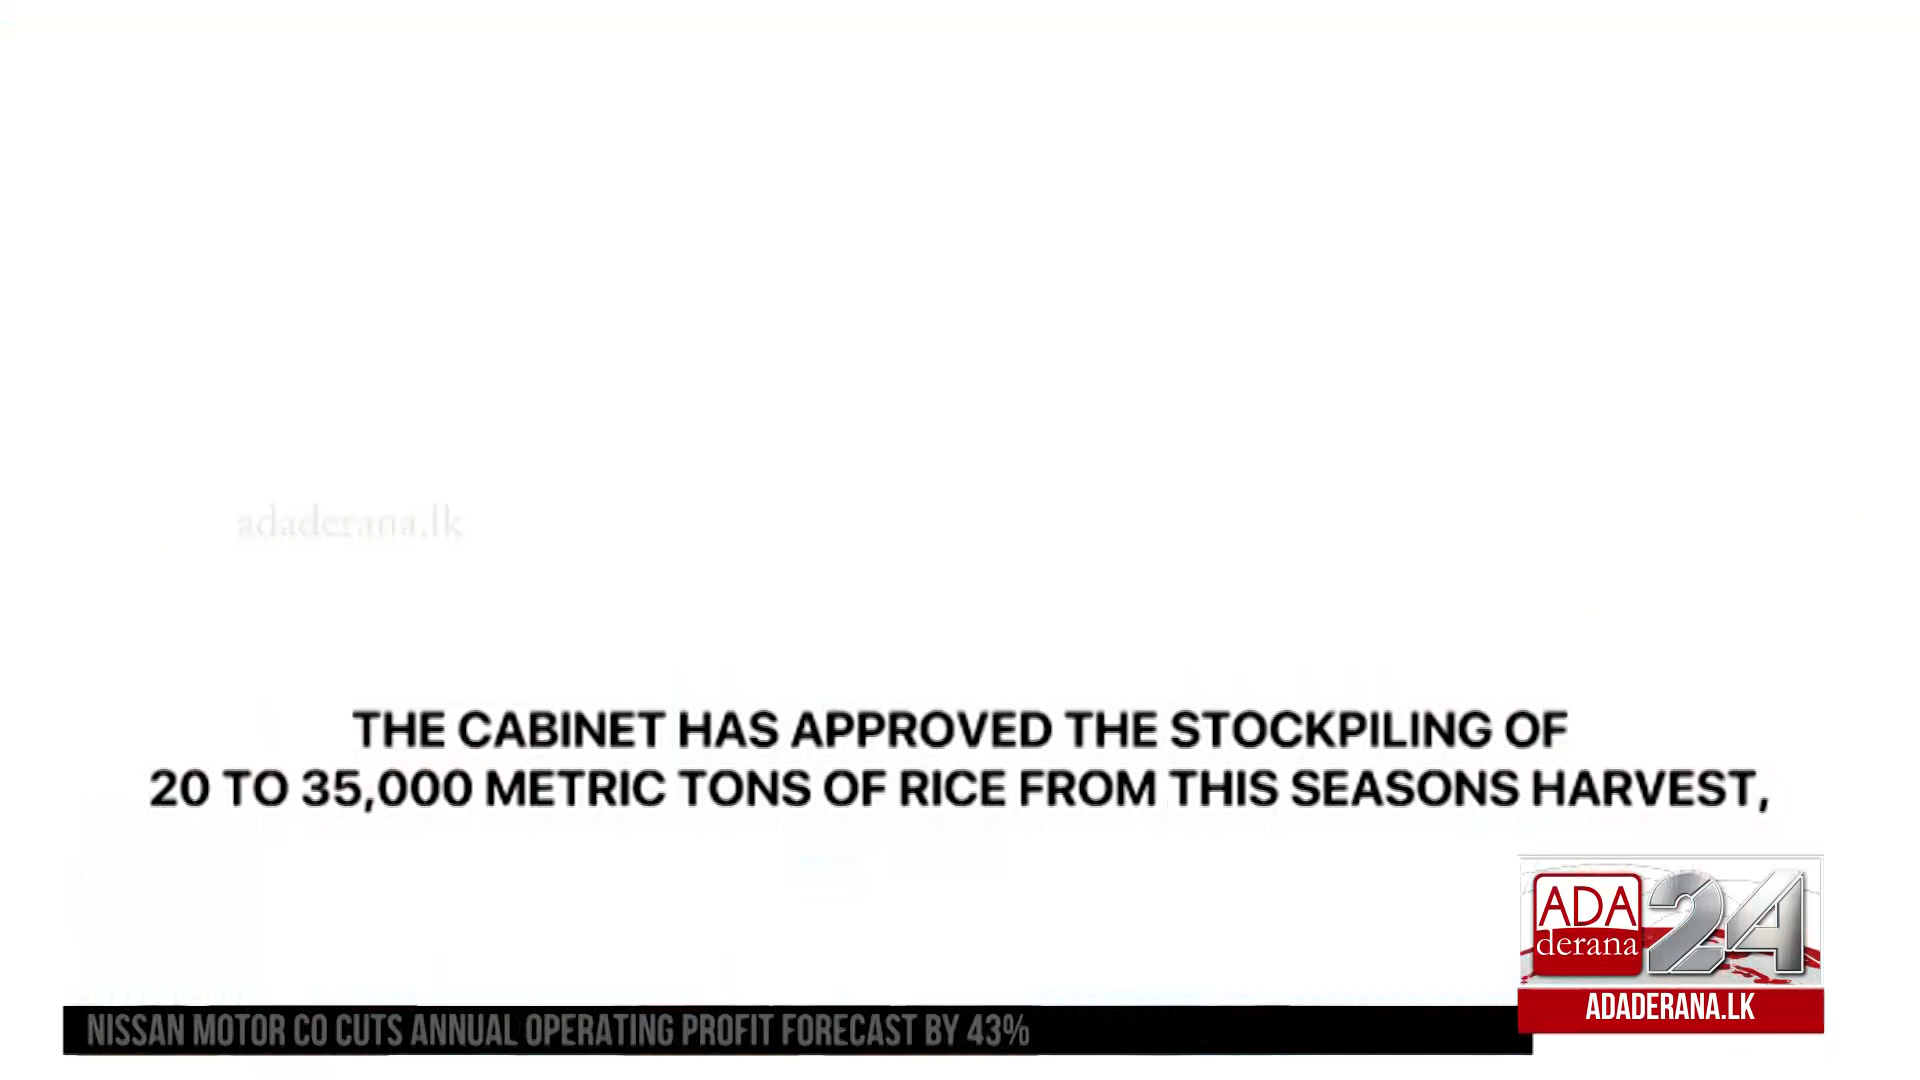 adaderana.lk
THE CABINET HAS APPROVED THE STOCKPILING OF
20 TO 35,000 METRIC TONS OF RICE FROM THIS SEASONS HARVEST,
ADA
derana
24
ADADERANA.LK
NISSAN MOTOR CO CUTS ANNUAL OPERATING PROFIT FORECAST BY 43%